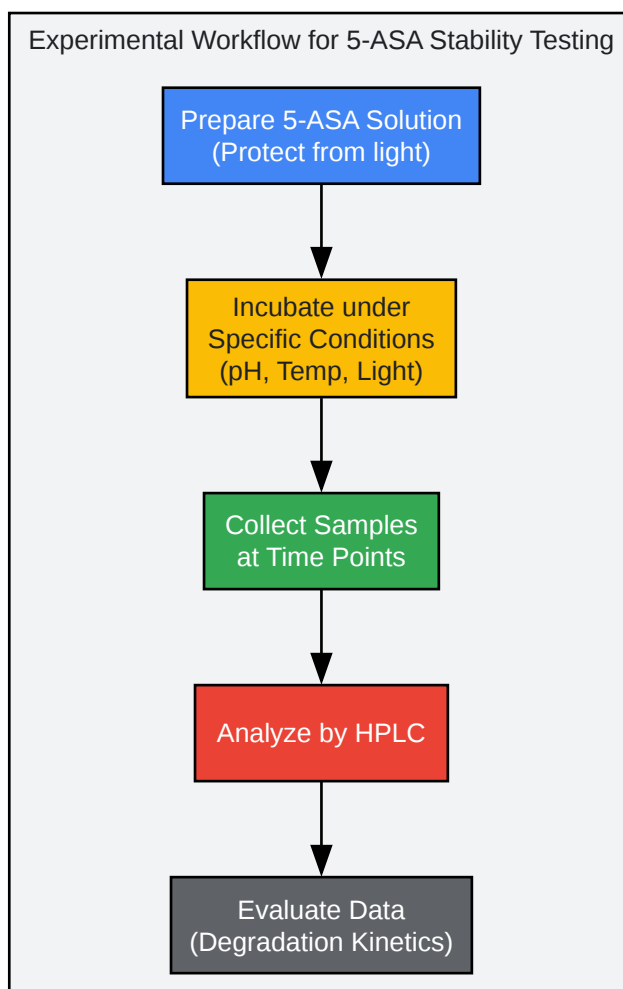 Experimental Workflow for 5-ASA Stability Testing
Prepare 5-ASA Solution
(Protect from light)
Incubate under
Specific Conditions
(pH, Temp, Light)
Collect Samples
at Time Points
Analyze by HPLC
Evaluate Data
(Degradation Kinetics)